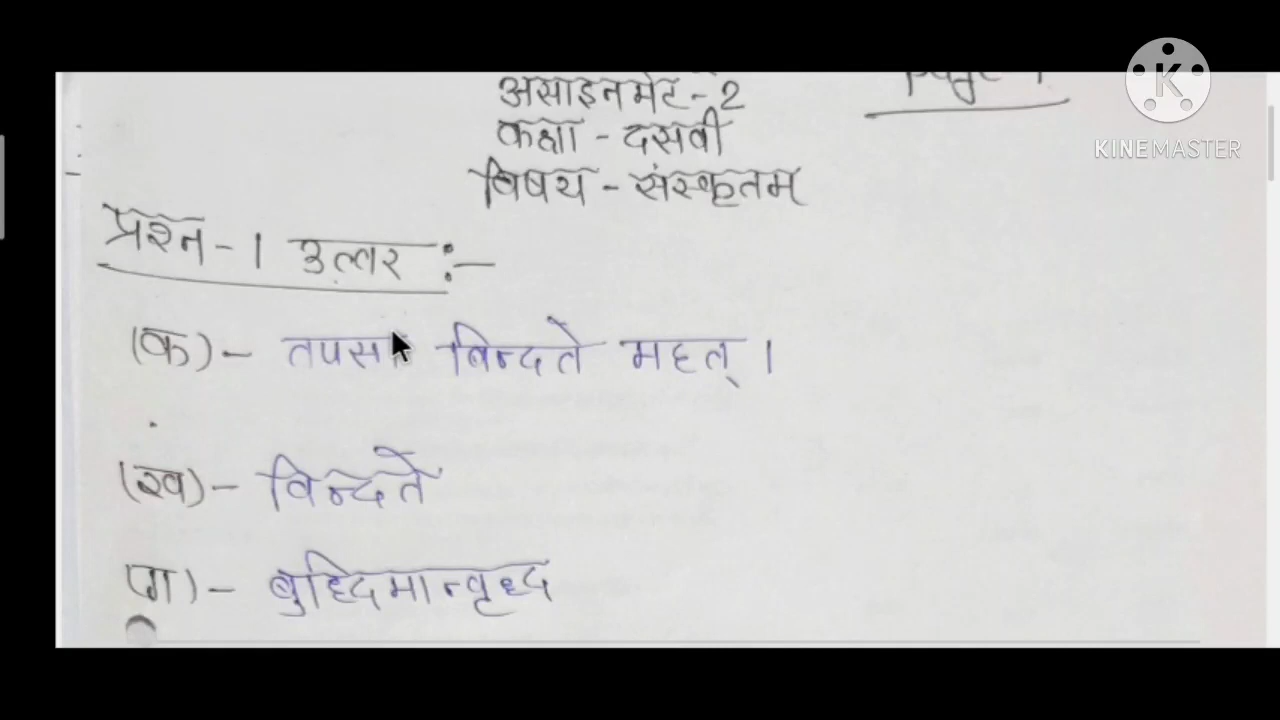 असाइनमेंट-2
कक्षा - दसवी
विषय - संस्कृतम्
प्रश्न-1 उत्तर :-
(क)- तपसा विन्दते महत् ।
(ख)- विन्दते
(ग)- बुध्दिमान्वृध्द
K
KINEMASTER